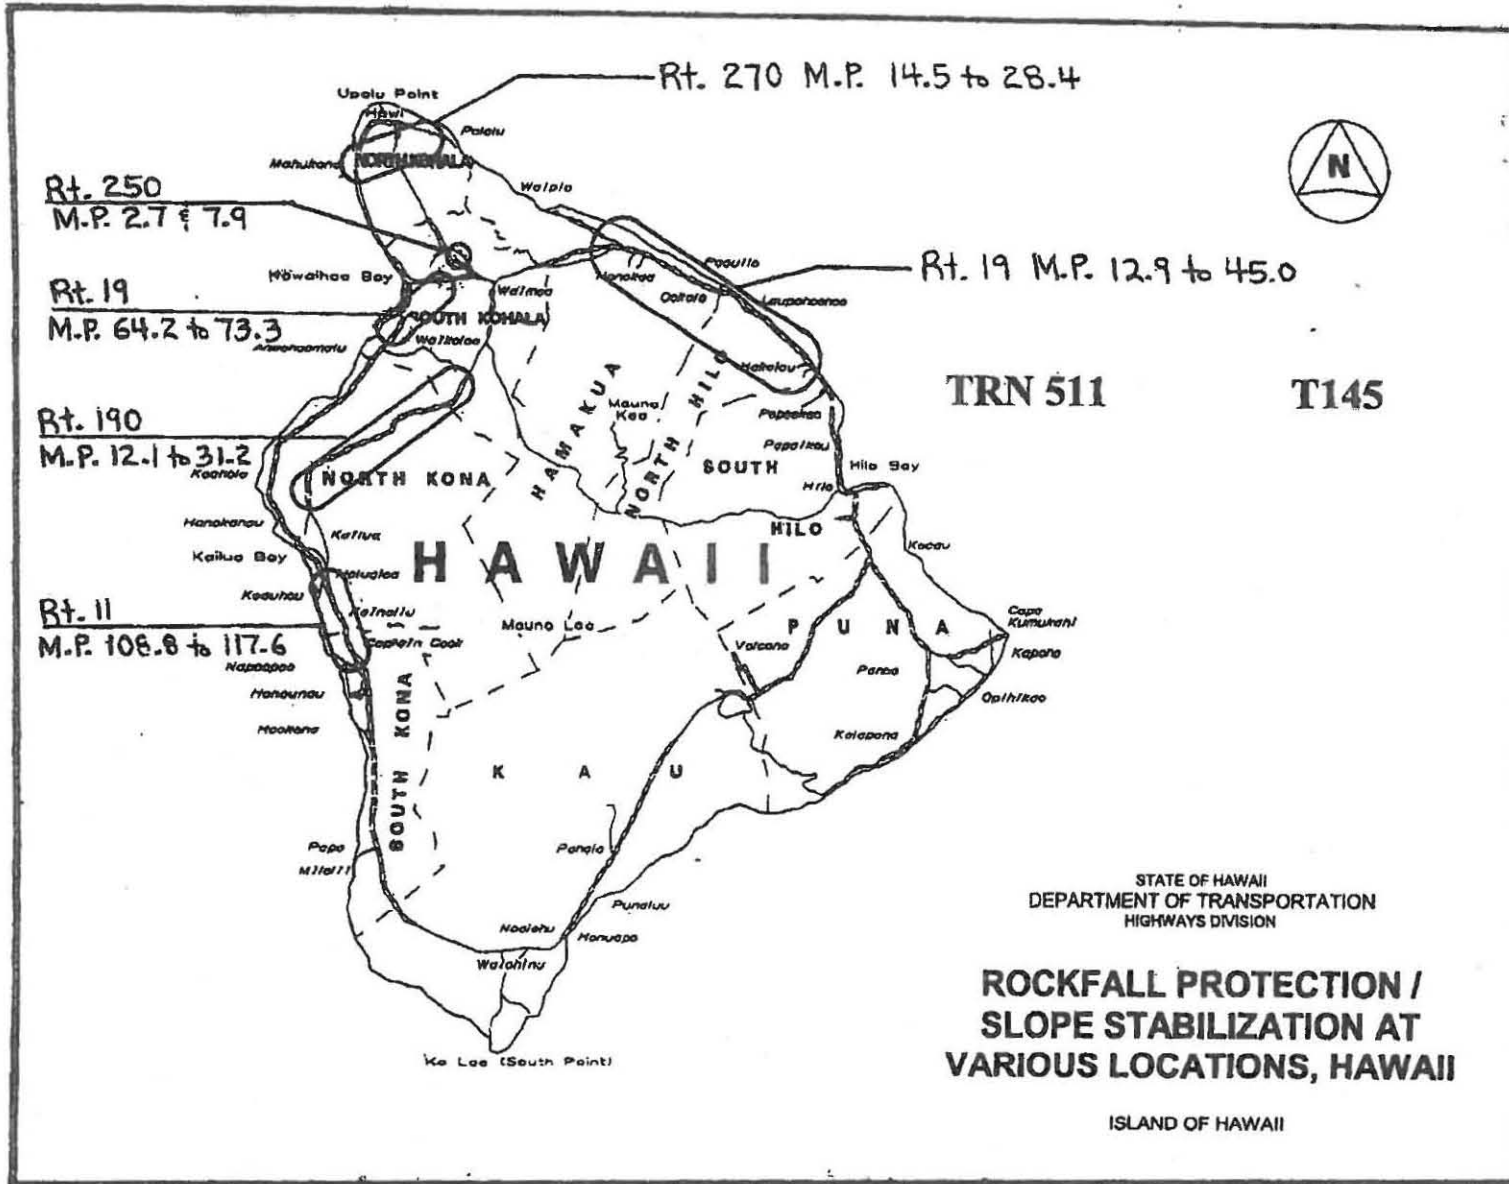 Rt. 270 M.P. 14.5 to 28.4
Upolu Point
Hawi
Pololu
Mahukona
NORTH KOHALA
Waipio
Rt. 250
M.P. 2.7 & 7.9
Rt. 19 M.P. 12.9 to 45.0
Paauilo
Honokaa
Kawaihae Bay
Waimea
Ookala
Laupahoehoe
Rt. 19
M.P. 64.2 to 73.3
SOUTH KOHALA
Waikoloa
Anaehoomalu
Hakalau
TRN 511
T145
HAMAKUA
Mauna Kea
NORTH HILO
Pepeekeo
Papaikou
Rt. 190
M.P. 12.1 to 31.2
Keahole
NORTH KONA
SOUTH
Hilo Bay
Hilo
HILO
Honokohau
Kailua
Kailua Bay
HAWAII
Keaau
Holualoa
Keauhou
Kainaliu
Rt. 11
M.P. 108.8 to 117.6
Captain Cook
Mauna Loa
Cape
Kumukahi
PUNA
Volcano
Kapoho
Pahoa
Napoopoo
Honaunau
Opihikao
Hookena
Kalapana
SOUTH KONA
KAU
Papa
Milolii
Pahala
Punaluu
Naalehu
Honuapo
Waiohinu
Ka Lae (South Point)
N
STATE OF HAWAII
DEPARTMENT OF TRANSPORTATION
HIGHWAYS DIVISION
ROCKFALL PROTECTION /
SLOPE STABILIZATION AT
VARIOUS LOCATIONS, HAWAII
ISLAND OF HAWAII